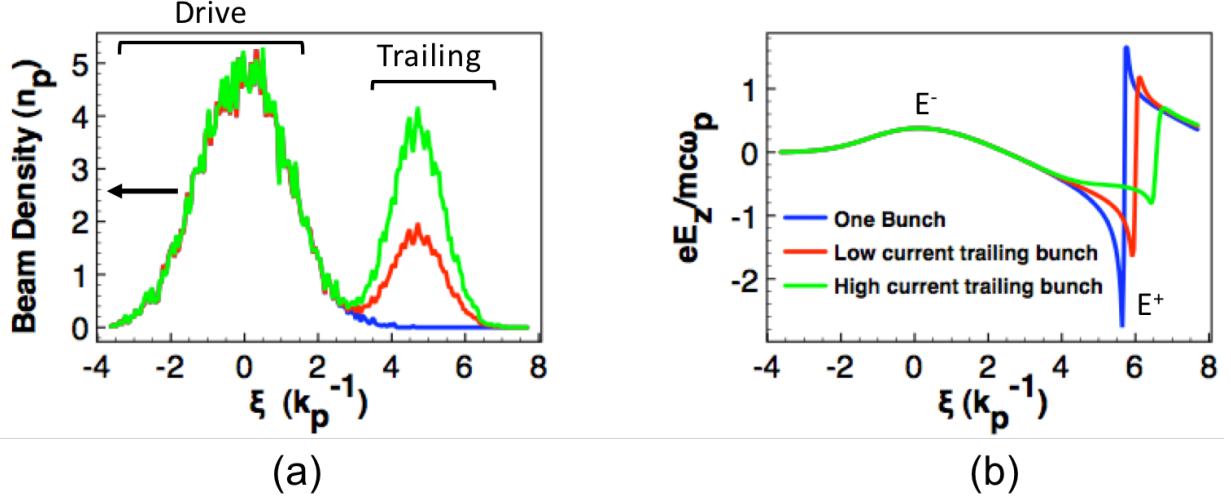 Drive
Trailing
Beam Density (nₚ)
5
4
3
2
1
0
-4 -2 0 2 4 6 8
ξ (kₚ⁻¹)
(a)
eE_z/mcωₚ
1
0
-1
-2
E⁻
One Bunch
Low current trailing bunch
High current trailing bunch
E⁺
-4 -2 0 2 4 6 8
ξ (kₚ⁻¹)
(b)